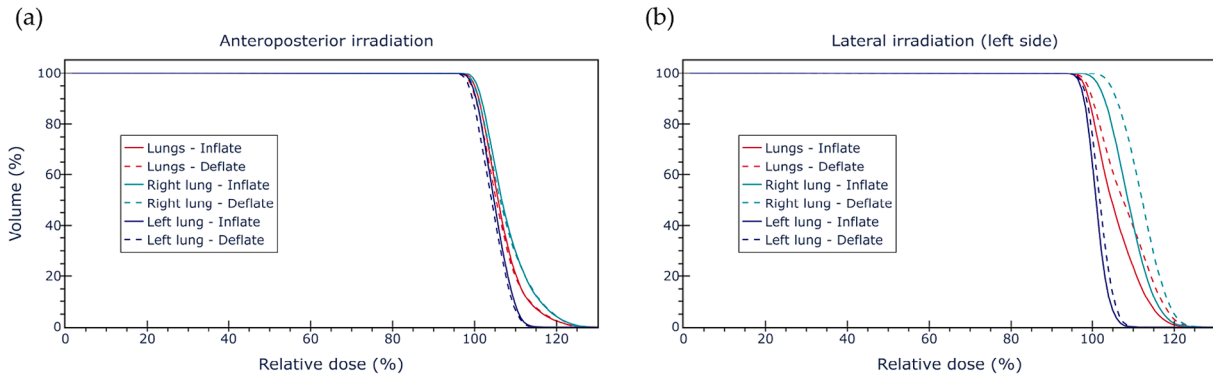 (a)
Anteroposterior irradiation
Volume (%)
100
80
60
40
20
0
Lungs - Inflate
Lungs - Deflate
Right lung - Inflate
Right lung - Deflate
Left lung - Inflate
Left lung - Deflate
0 20 40 60 80 100 120
Relative dose (%)
(b)
Lateral irradiation (left side)
100
80
60
40
20
0
Lungs - Inflate
Lungs - Deflate
Right lung - Inflate
Right lung - Deflate
Left lung - Inflate
Left lung - Deflate
0 20 40 60 80 100 120
Relative dose (%)